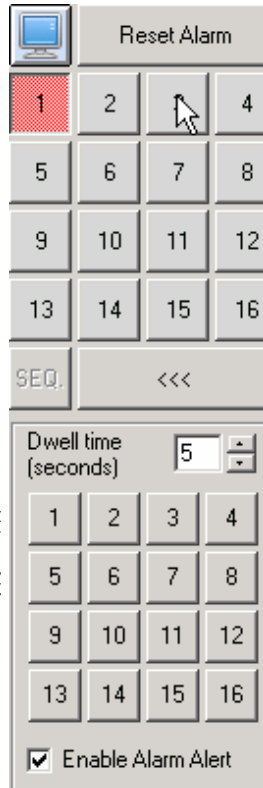 Reset Alarm
1 2 4
5 6 7 8
9 10 11 12
13 14 15 16
SEQ. <<<
Dwell time 5
(seconds)
1 2 3 4
5 6 7 8
9 10 11 12
13 14 15 16
Enable Alarm Alert